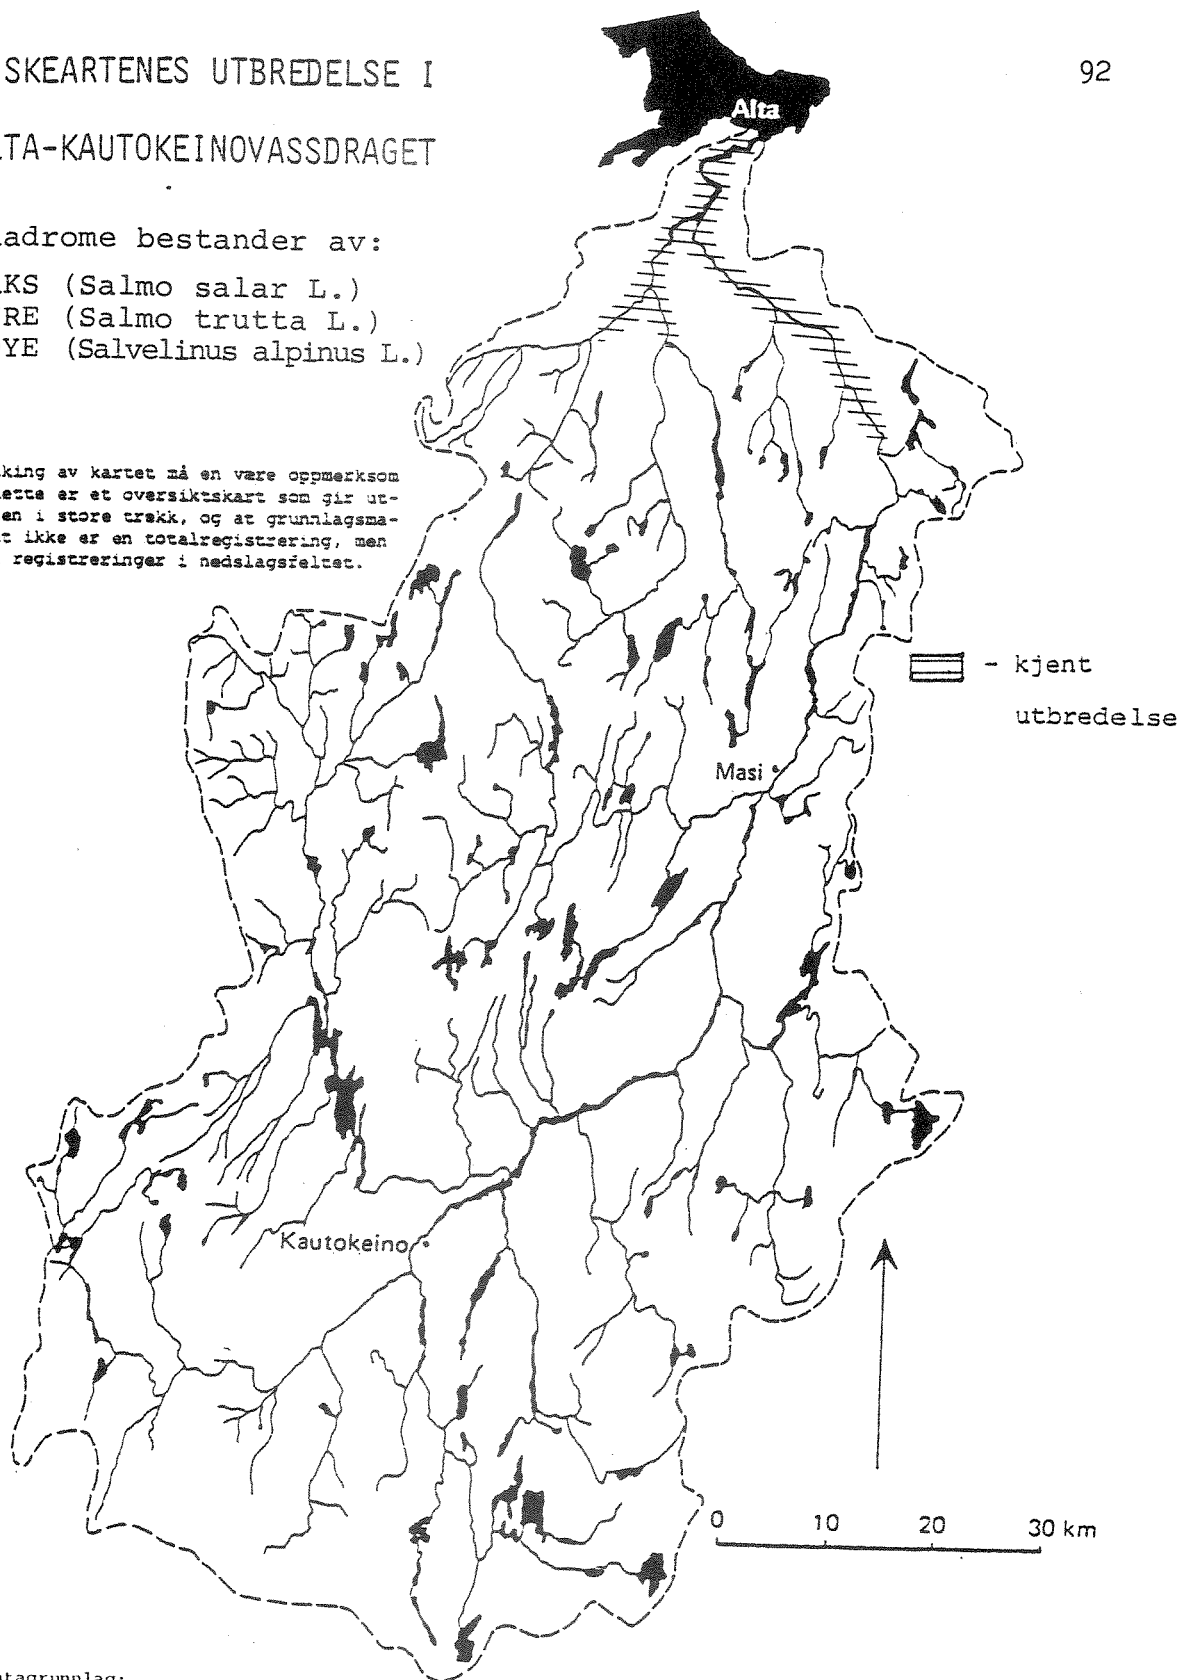 SKEARTENES UTBREDELSE I
92
LTA-KAUTOKEINOVASSDRAGET
adrome bestander av:
KS (Salmo salar L.)
RE (Salmo trutta L.)
YE (Salvelinus alpinus L.)
king av kartet må en være oppmerksom
ette er et oversiktskart som gir ut-
en i store trekk, og at grunnlagsma-
t ikke er en totalregistrering, men
registreringer i nedslagsfeltet.
Alta
- kjent
utbredelse
Masi
Kautokeino
0 10 20 30 km
tagrunnlag: